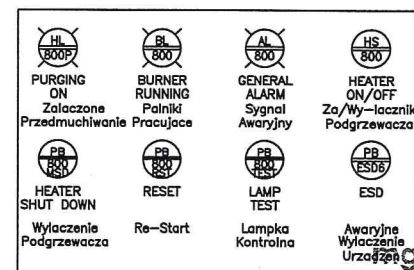 HL BL AL HS
800P 800 800 800
PURGING BURNER GENERAL HEATER
ON RUNNING ALARM ON/OFF
Zalaczone Palniki Sygnal Za/Wy-lacznik
Przedmuchiwanie Pracujace Awaryjny Podgrzewacza
PB PB PB PB
800 800 800 ESD6
MSD RST TEST
HEATER RESET LAMP ESD
SHUT DOWN TEST
Wylaczenie Re-Start Lampka Awaryjne
Podgrzewacza Kontrolna Wylaczenie
Urzadzen